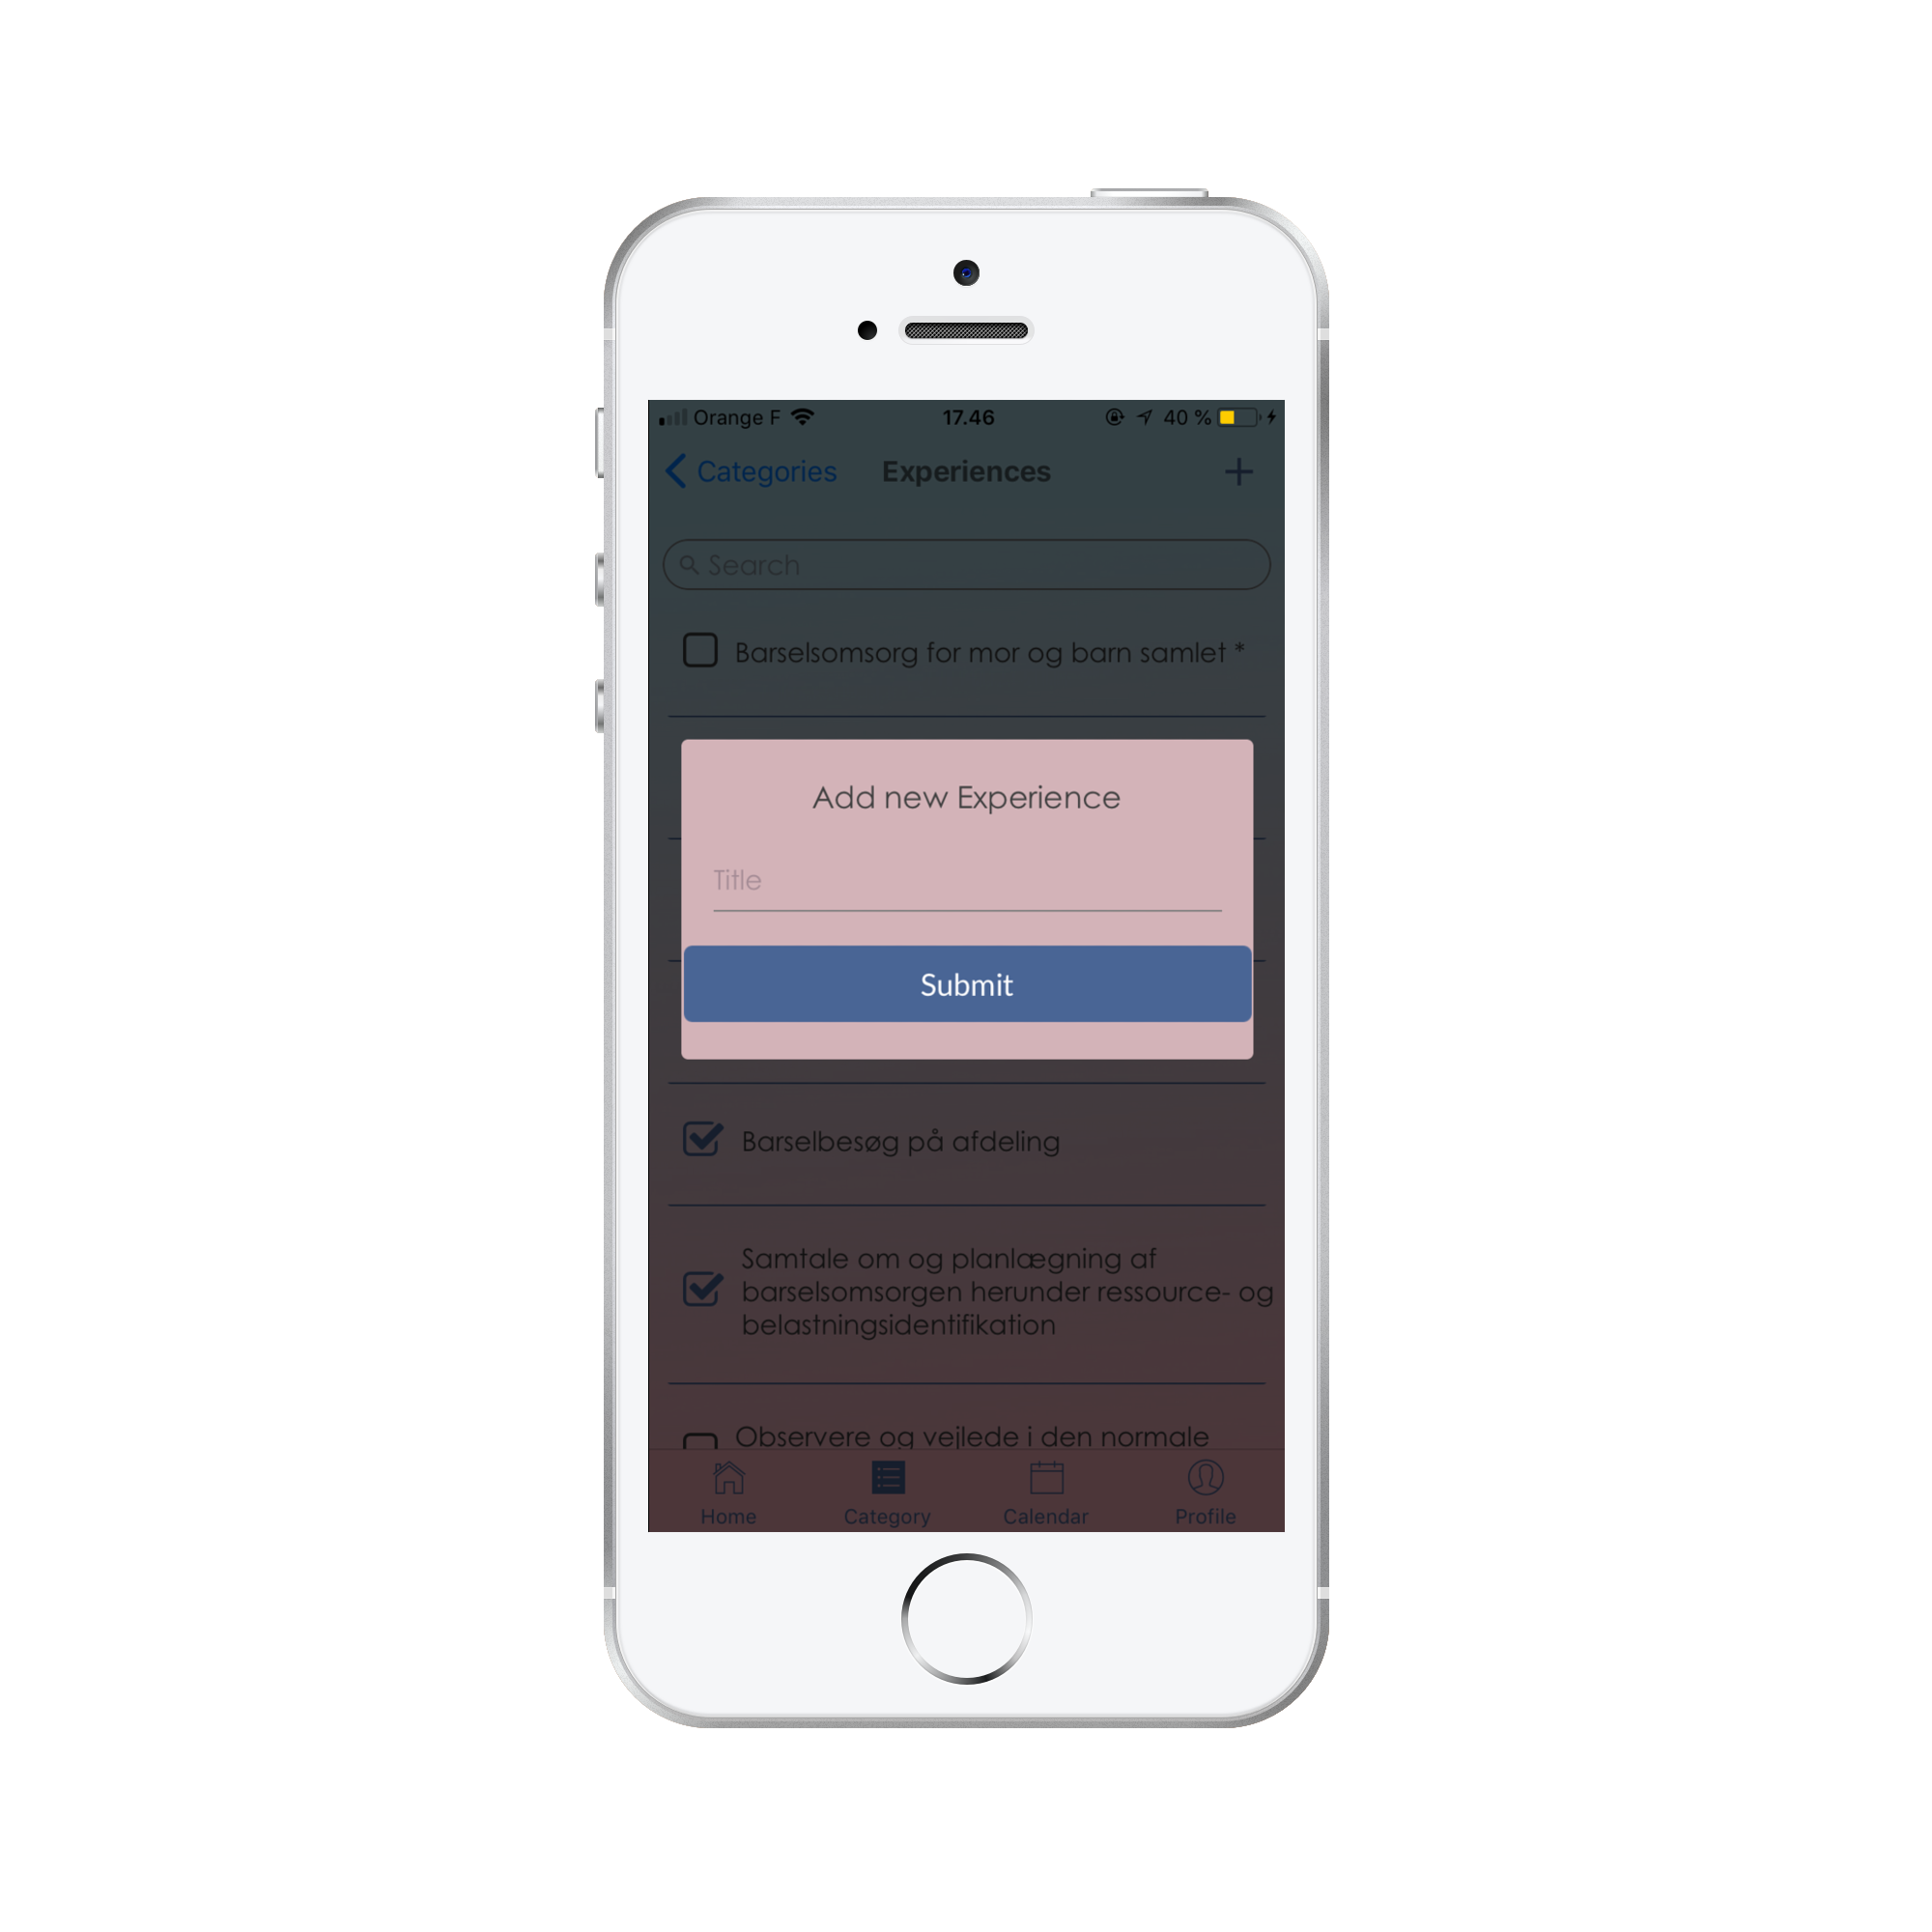 Orange F 17.46 40 %
Categories Experiences +
Search
Barselsomsorg for mor og barn samlet *
Add new Experience
Title
Submit
Barselbesøg på afdeling
Samtale om og planlægning af
barselsomsorgen herunder ressource- og
belastningsidentifikation
Observere og vejlede i den normale
Home Category Calendar Profile